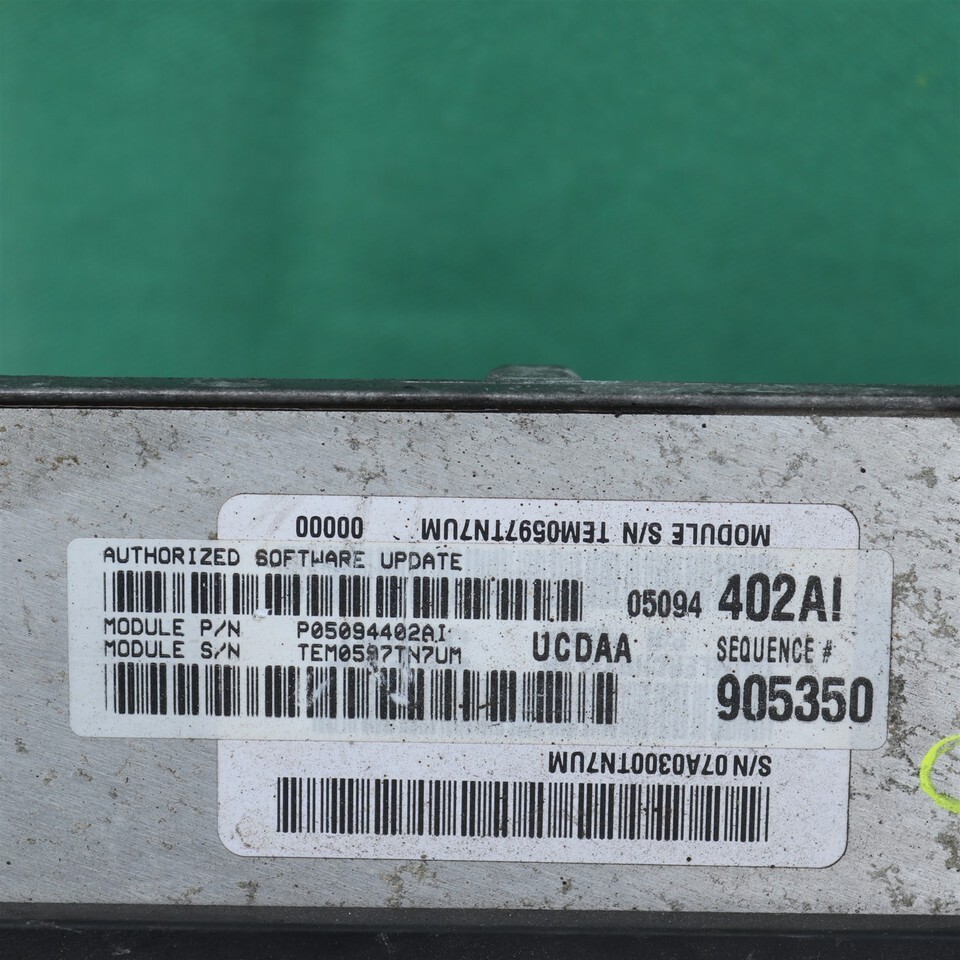 MODULE S/N TEM0597TN7UM 00000
AUTHORIZED SOFTWARE UPDATE
05094 402AI
MODULE P/N P05094402AI
MODULE S/N TEM0597TN7UM
UCDAA
SEQUENCE #
905350
S/N 07A0300TN7UM